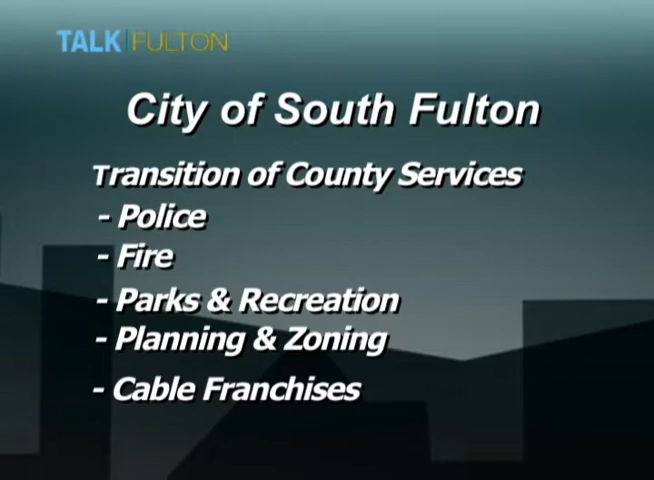 TALK|FULTON
City of South Fulton
Transition of County Services
- Police
- Fire
- Parks & Recreation
- Planning & Zoning
- Cable Franchises